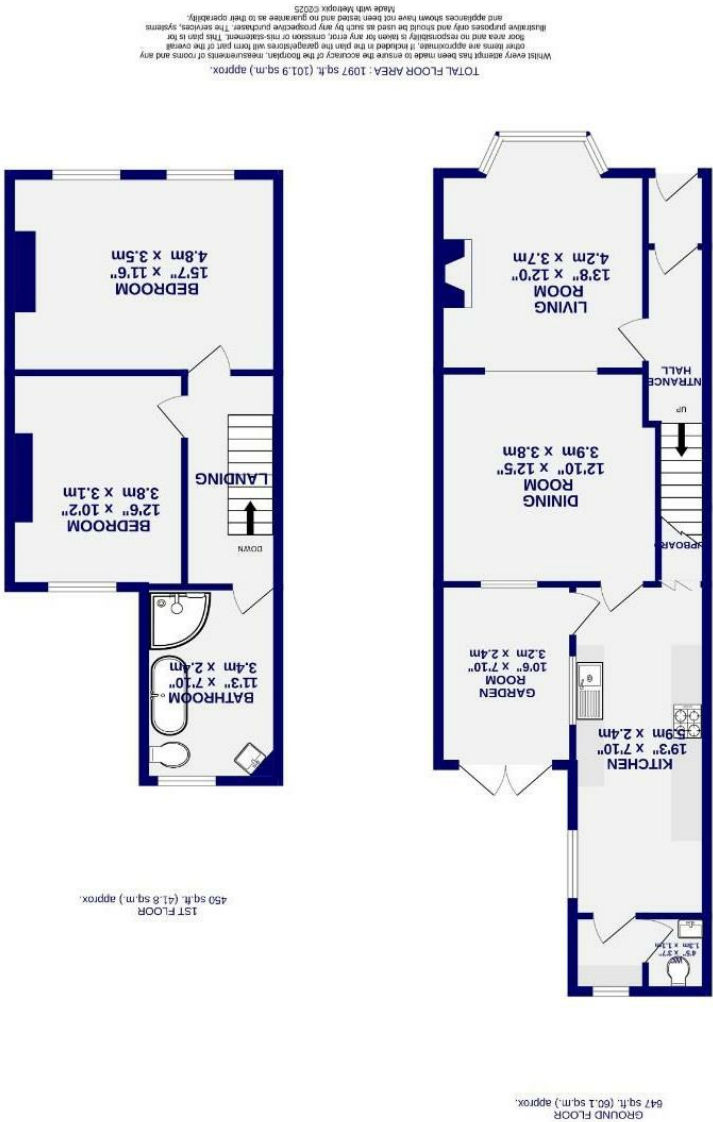 GROUND FLOOR
647 sq.ft. (60.1 sq.m.) approx.
1ST FLOOR
450 sq.ft. (41.8 sq.m.) approx.
4'5" x 3'7"
1.3m x 1.1m
KITCHEN
19'3" x 7'10"
5.9m x 2.4m
GARDEN
ROOM
10'6" x 7'10"
3.2m x 2.4m
UPBOARD
DINING
ROOM
12'10" x 12'5"
3.9m x 3.8m
UP
ENTRANCE
HALL
LIVING
ROOM
13'8" x 12'0"
4.2m x 3.7m
BATHROOM
11'3" x 7'10"
3.4m x 2.4m
DOWN
LANDING
BEDROOM
12'6" x 10'2"
3.8m x 3.1m
BEDROOM
15'7" x 11'6"
4.8m x 3.5m
TOTAL FLOOR AREA : 1097 sq.ft. (101.9 sq.m.) approx.
Whilst every attempt has been made to ensure the accuracy of the floorplan, measurements of rooms and any
other items are approximate, if included in the plan the garage/stores will form part of the overall
floor area and no responsibility is taken for any error, omission or mis-statement. This plan is for
illustrative purposes only and should be used as such by any prospective purchaser. The services, systems
and appliances shown have not been tested and no guarantee as to their operability.
Made with Metropix ©2025